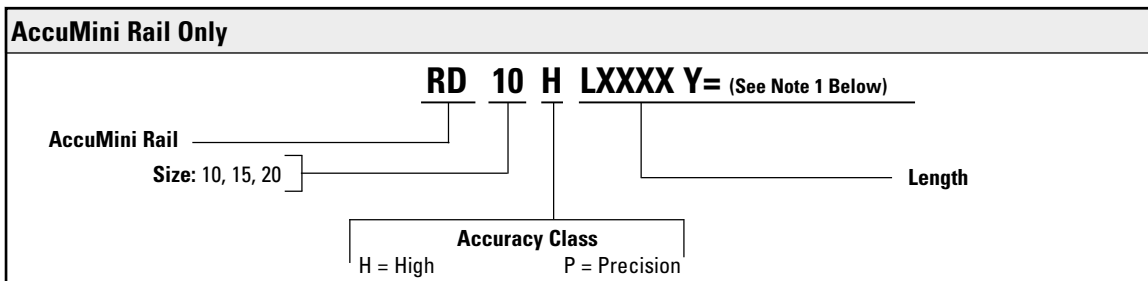 AccuMini Rail Only
RD 10 H LXXXX Y= (See Note 1 Below)
AccuMini Rail
Size: 10, 15, 20
Length
Accuracy Class
H = High P = Precision